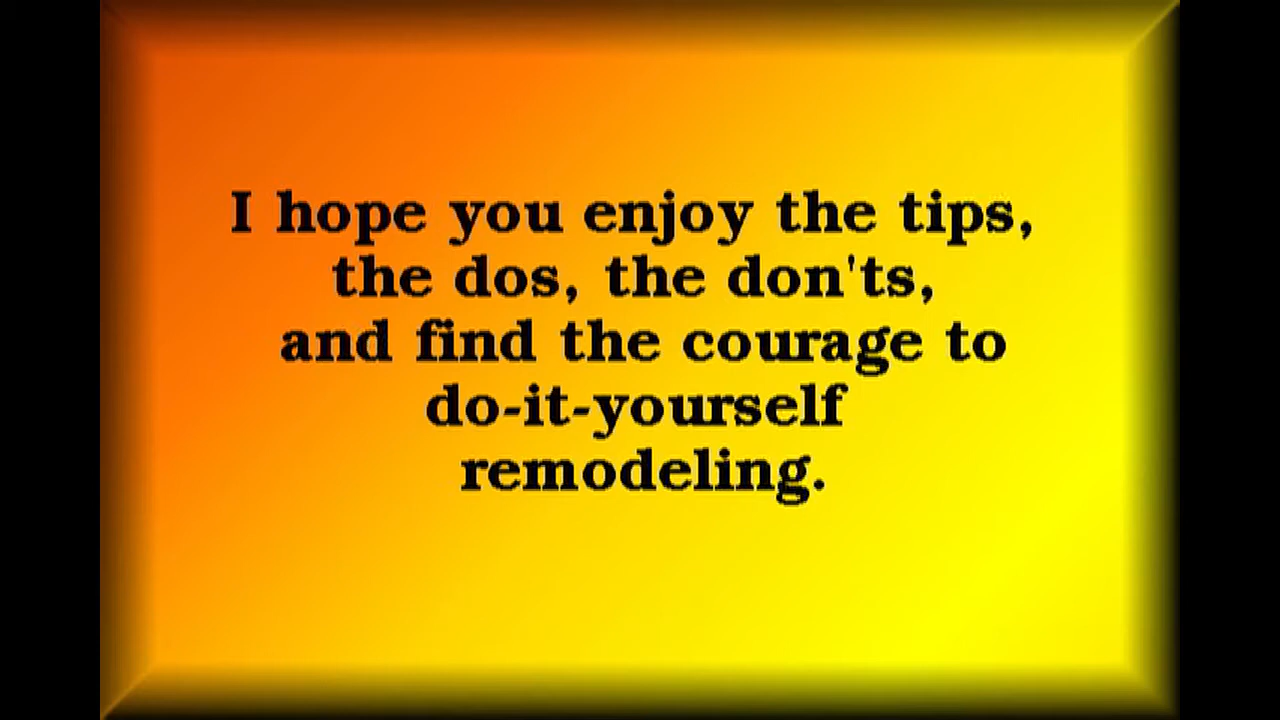 I hope you enjoy the tips,
the dos, the don'ts,
and find the courage to
do-it-yourself
remodeling.